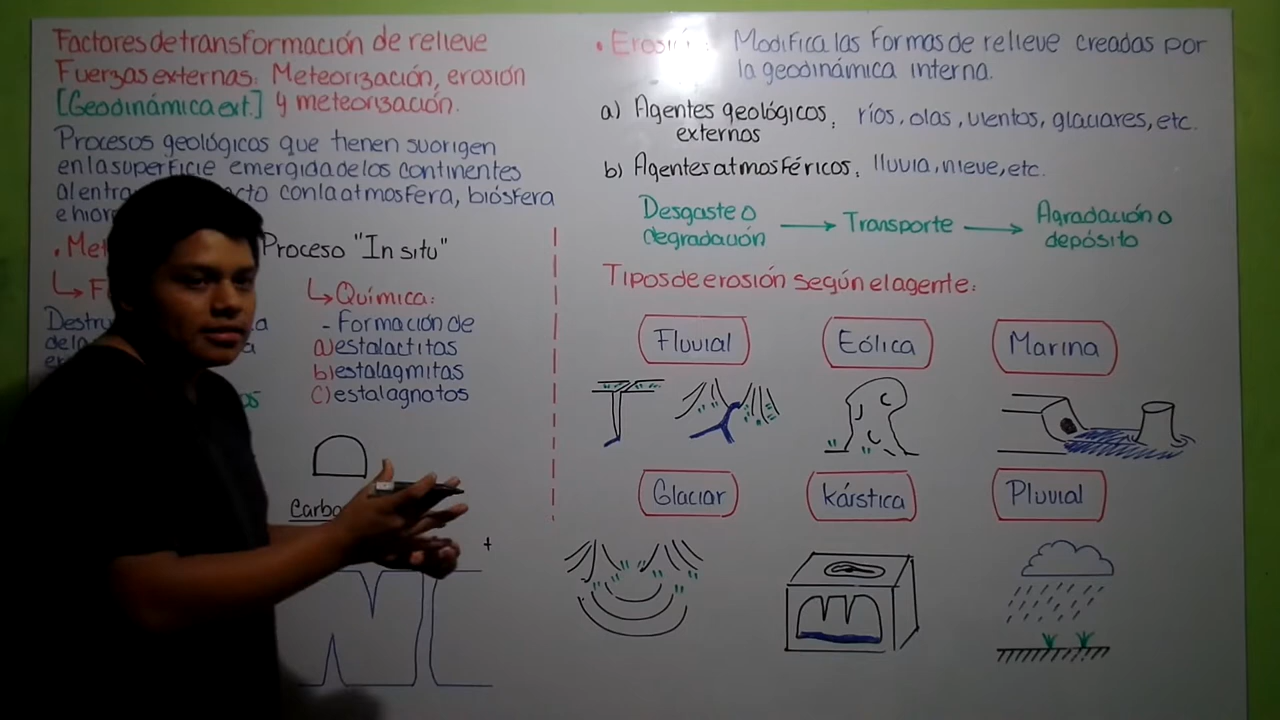 Factores de transformación de relieve
Fuerzas externas: Meteorización, erosión
[Geodinámica ext.] y meteorización.
Procesos geológicos que tienen su origen
en la superficie emergida de los continentes
al con la atmosfera, biósfera
e
Proceso "In situ"
Química:
- Formación de
a) estalactitas
b) estalagmitas
c) estalagnatos
+
• Erosión: Modifica las formas de relieve creadas por
la geodinámica interna.
a) Agentes geológicos
externos : ríos, olas, vientos, glaciares, etc.
b) Agentes atmosféricos: lluvia, nieve, etc.
Desgaste o
degradación → Transporte → Agradación o
depósito
Tipos de erosión según el agente:
Fluvial Eólica Marina
Glaciar kárstica Pluvial